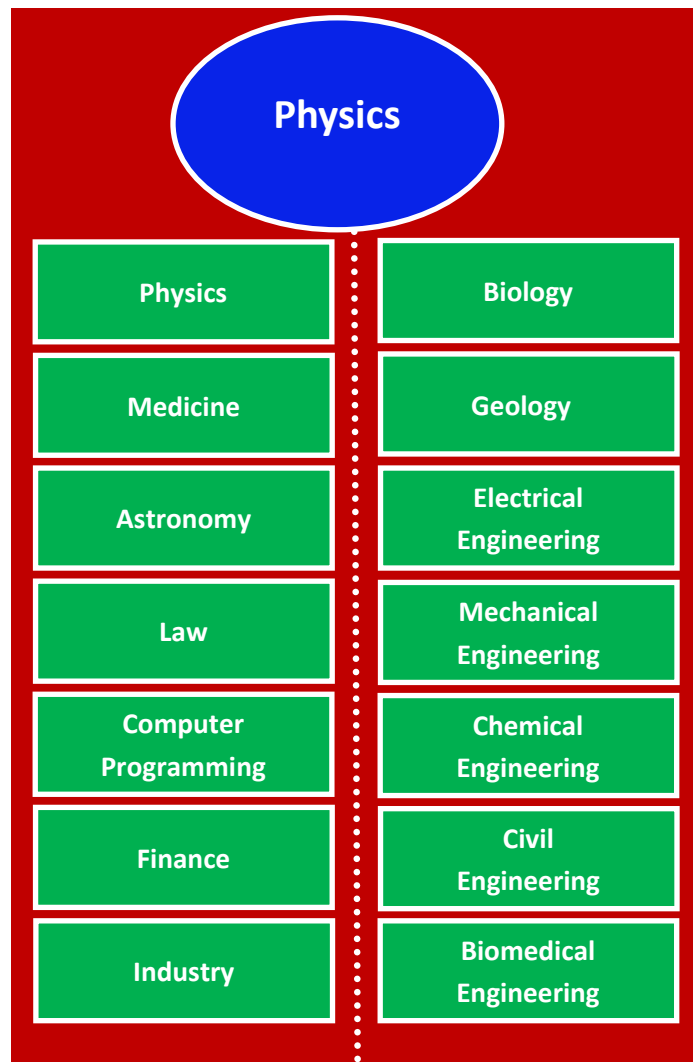 Physics
Physics
Medicine
Astronomy
Law
Computer
Programming
Finance
Industry
Biology
Geology
Electrical
Engineering
Mechanical
Engineering
Chemical
Engineering
Civil
Engineering
Biomedical
Engineering